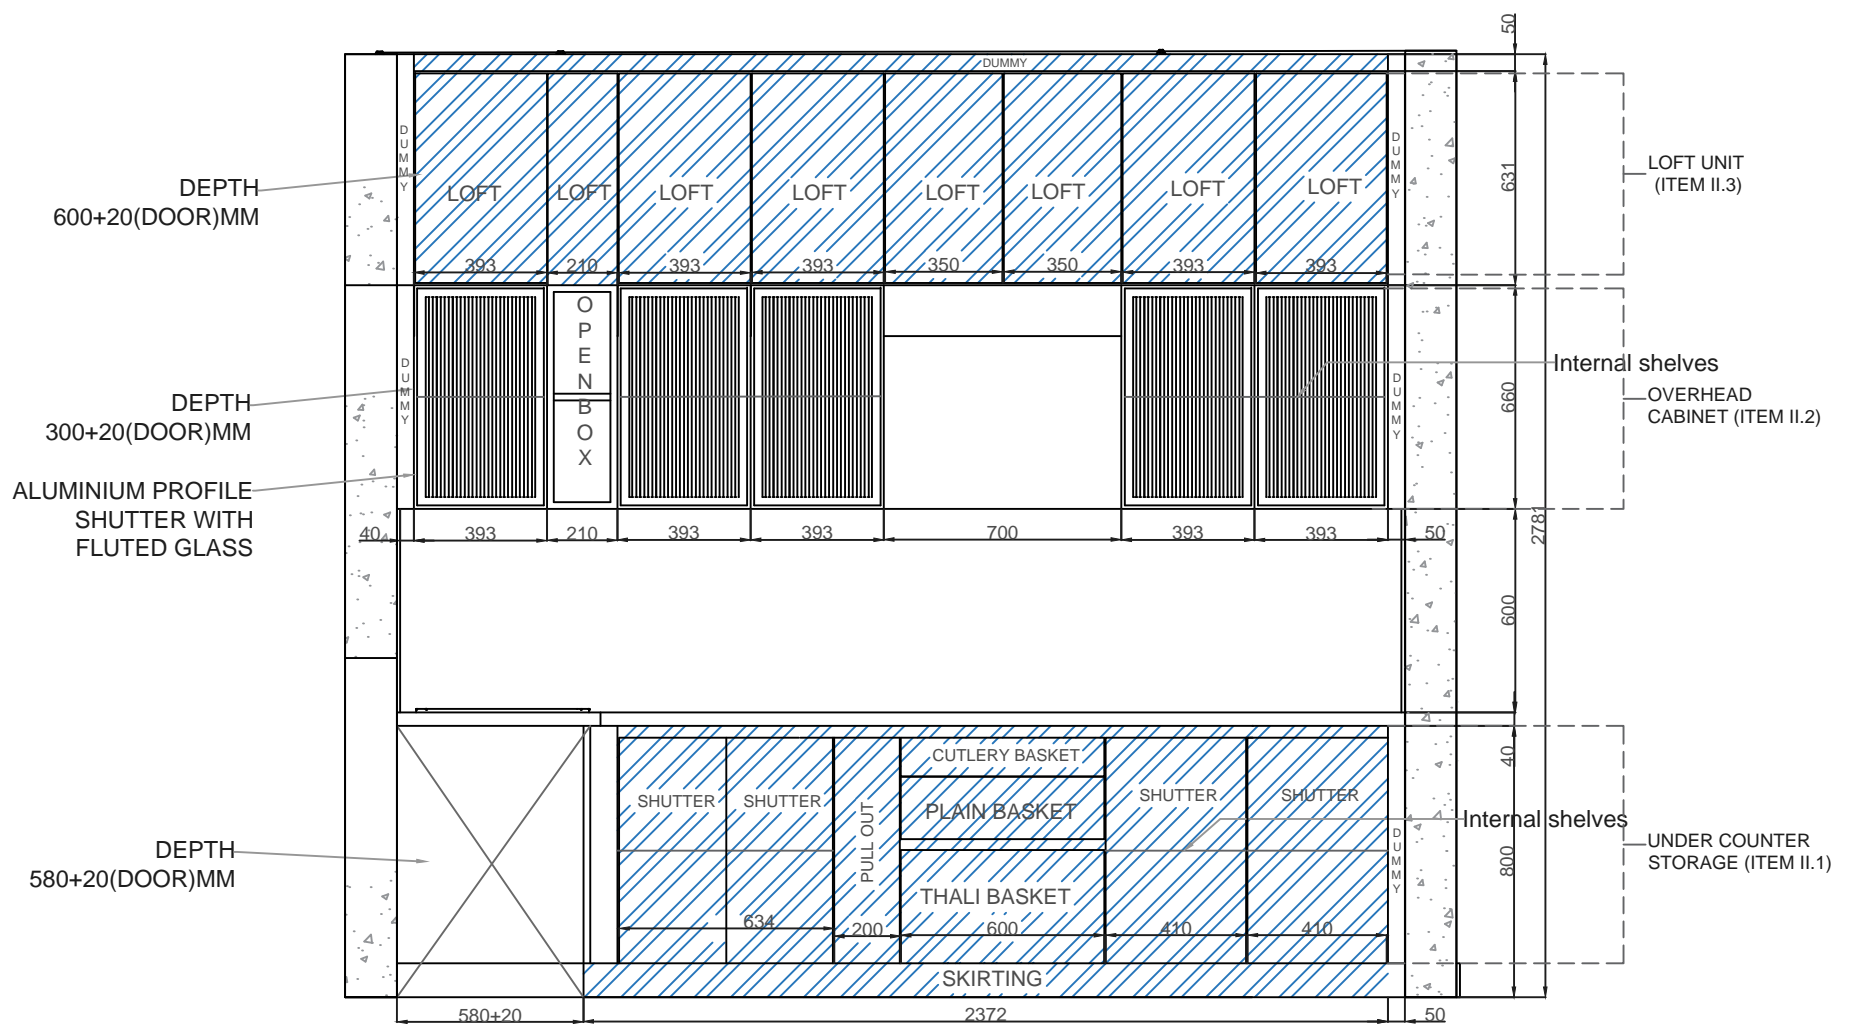 50
DUMMY
DUMMY
DUMMY
DEPTH
600+20(DOOR)MM
LOFT
LOFT
LOFT
LOFT
LOFT
LOFT
LOFT
LOFT
631
LOFT UNIT
(ITEM II.3)
393
210
393
393
350
350
393
393
OPEN BOX
DUMMY
DUMMY
Internal shelves
DEPTH
300+20(DOOR)MM
660
OVERHEAD
CABINET (ITEM II.2)
ALUMINIUM PROFILE
SHUTTER WITH
FLUTED GLASS
40
393
210
393
393
700
393
393
50
2781
600
40
CUTLERY BASKET
SHUTTER
SHUTTER
PULL OUT
PLAIN BASKET
SHUTTER
SHUTTER
Internal shelves
DUMMY
DEPTH
580+20(DOOR)MM
800
UNDER COUNTER
STORAGE (ITEM II.1)
THALI BASKET
634
200
600
410
410
SKIRTING
580+20
2372
50